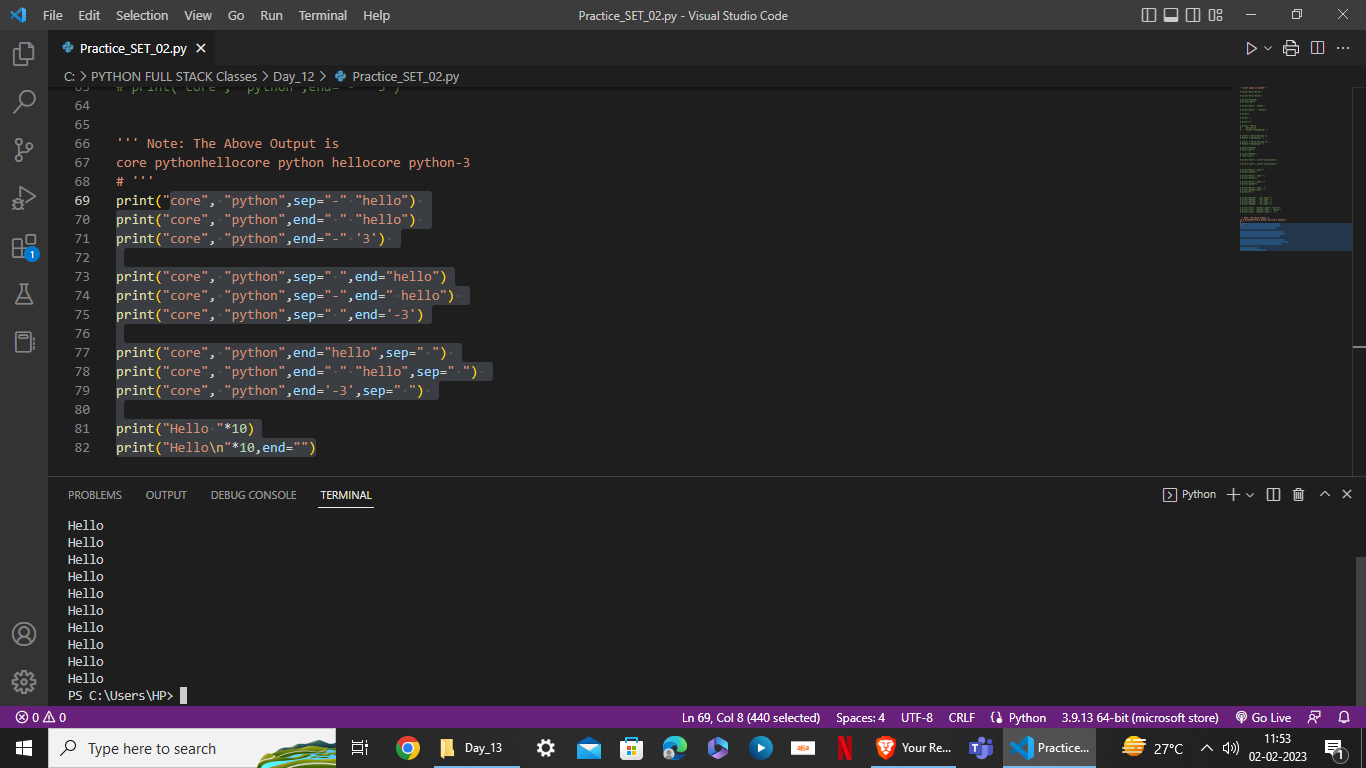 File Edit Selection View Go Run Terminal Help Practice_SET_02.py - Visual Studio Code
Practice_SET_02.py
C: > PYTHON FULL STACK Classes > Day_12 > Practice_SET_02.py
64
65
66 ''' Note: The Above Output is
67 core pythonhellocore python hellocore python-3
68 # '''
69 print("core", "python",sep="-" "hello")
70 print("core", "python",end=" " "hello")
71 print("core", "python",end="-" '3')
72
73 print("core", "python",sep=" ",end="hello")
74 print("core", "python",sep="-",end=" hello")
75 print("core", "python",sep=" ",end='-3')
76
77 print("core", "python",end="hello",sep=" ")
78 print("core", "python",end=" " "hello",sep=" ")
79 print("core", "python",end='-3',sep=" ")
80
81 print("Hello "*10)
82 print("Hello\n"*10,end="")
PROBLEMS OUTPUT DEBUG CONSOLE TERMINAL Python
Hello
Hello
Hello
Hello
Hello
Hello
Hello
Hello
Hello
Hello
PS C:\Users\HP>
1
0 0 Ln 69, Col 8 (440 selected) Spaces: 4 UTF-8 CRLF Python 3.9.13 64-bit (microsoft store) Go Live
Type here to search Day_13 Your Re... Practice... 27°C 11:53
02-02-2023 1